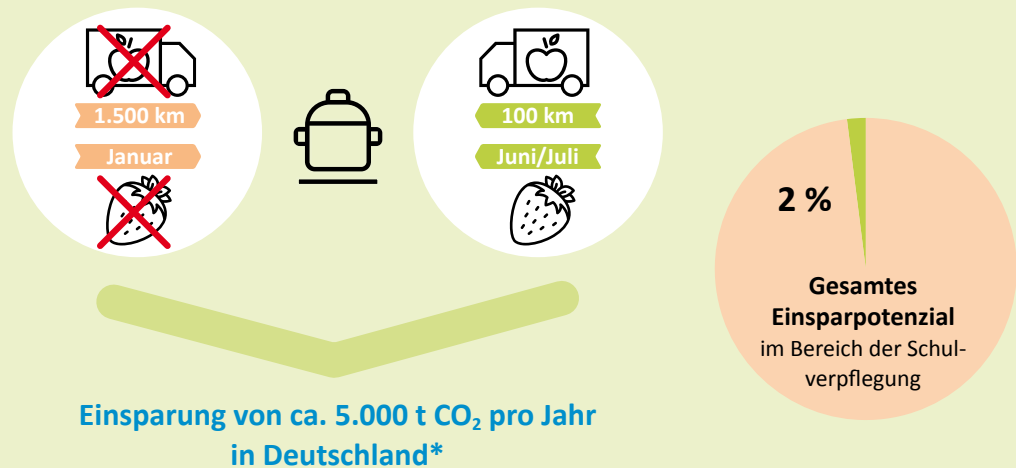 1.500 km
Januar
100 km
Juni/Juli
2 %
Gesamtes
Einsparpotenzial
im Bereich der Schul-
verpflegung
Einsparung von ca. 5.000 t CO₂ pro Jahr
in Deutschland*